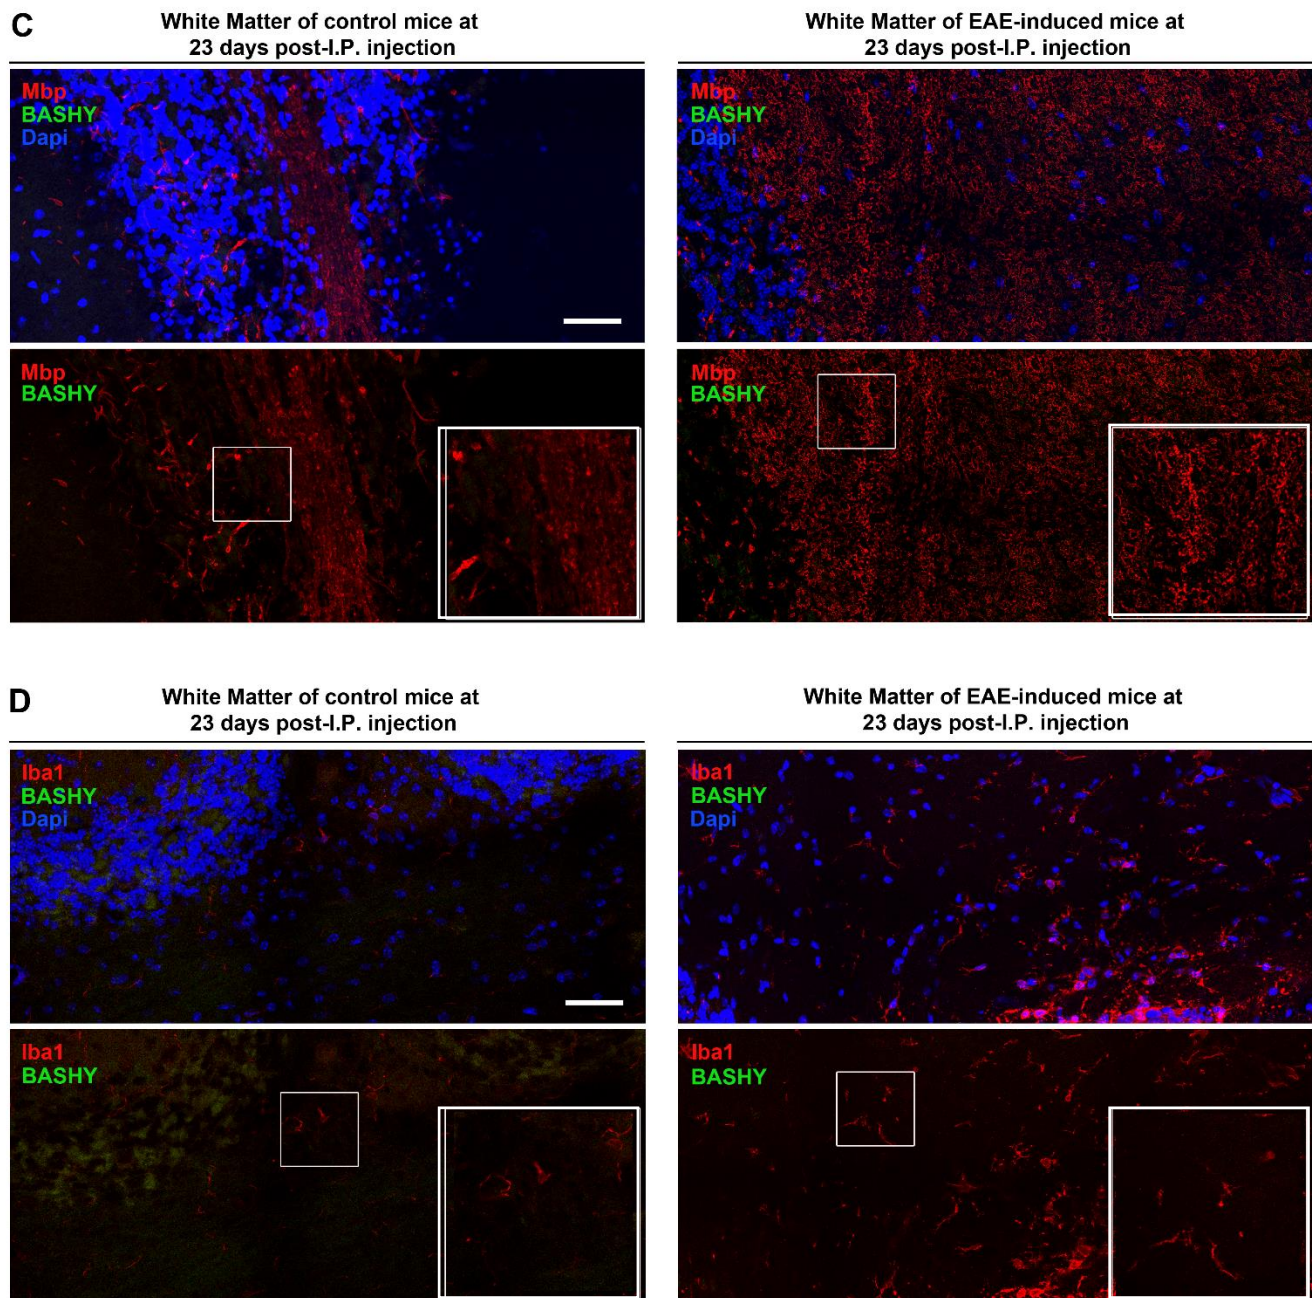 C
White Matter of control mice at
23 days post-I.P. injection
White Matter of EAE-induced mice at
23 days post-I.P. injection
Mbp
BASHY
Dapi
Mbp
BASHY
Dapi
Mbp
BASHY
Mbp
BASHY
D
White Matter of control mice at
23 days post-I.P. injection
White Matter of EAE-induced mice at
23 days post-I.P. injection
Iba1
BASHY
Dapi
Iba1
BASHY
Dapi
Iba1
BASHY
Iba1
BASHY